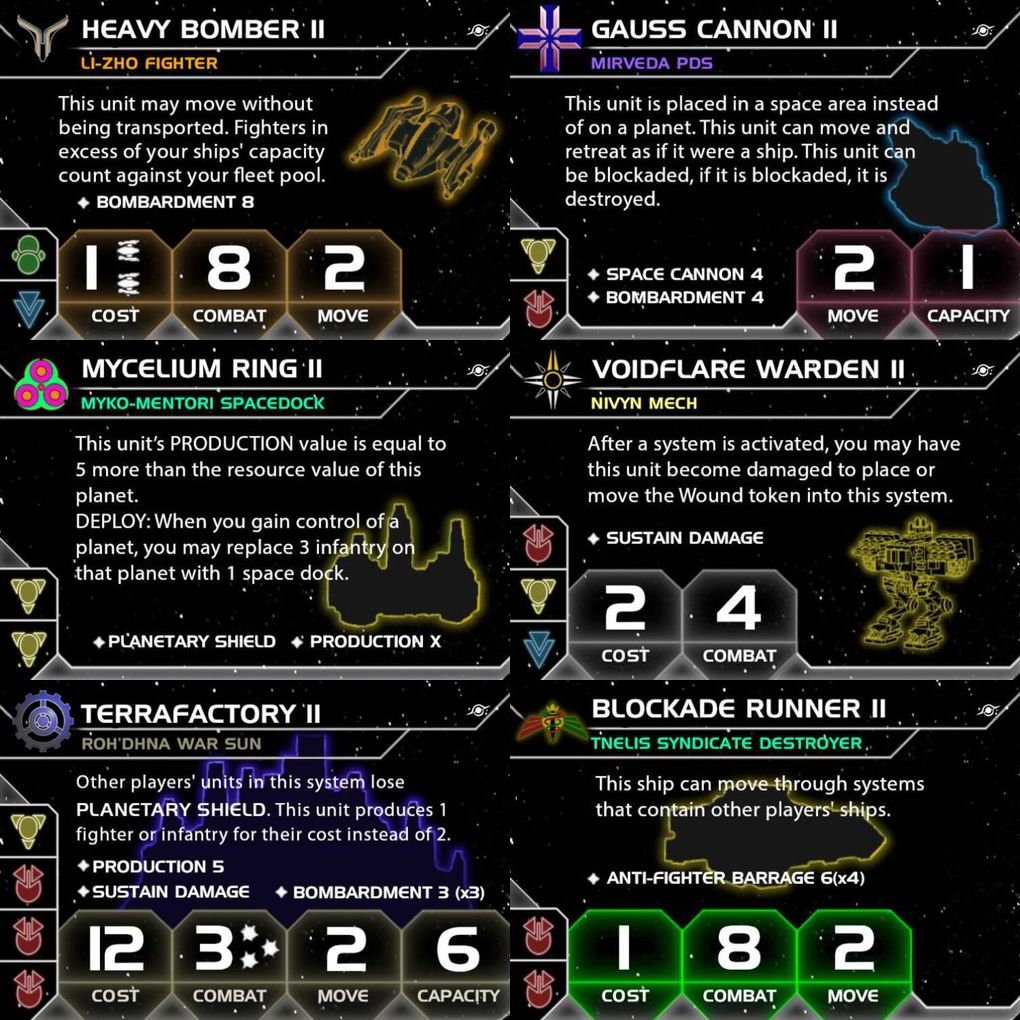 HEAVY BOMBER II
LI-ZHO FIGHTER
This unit may move without
being transported. Fighters in
excess of your ships' capacity
count against your fleet pool.
BOMBARDMENT 8
1 8 2
COST COMBAT MOVE
GAUSS CANNON II
MIRVEDA PDS
This unit is placed in a space area instead
of on a planet. This unit can move and
retreat as if it were a ship. This unit can
be blockaded, if it is blockaded, it is
destroyed.
SPACE CANNON 4
BOMBARDMENT 4
2 1
MOVE CAPACITY
MYCELIUM RING II
MYKO-MENTORI SPACEDOCK
This unit's PRODUCTION value is equal to
5 more than the resource value of this
planet.
DEPLOY: When you gain control of a
planet, you may replace 3 infantry on
that planet with 1 space dock.
PLANETARY SHIELD PRODUCTION X
VOIDFLARE WARDEN II
NIVYN MECH
After a system is activated, you may have
this unit become damaged to place or
move the Wound token into this system.
SUSTAIN DAMAGE
2 4
COST COMBAT
TERRAFACTORY II
ROH'DHNA WAR SUN
Other players' units in this system lose
PLANETARY SHIELD. This unit produces 1
fighter or infantry for their cost instead of 2.
PRODUCTION 5
SUSTAIN DAMAGE BOMBARDMENT 3 (x3)
12 3 2 6
COST COMBAT MOVE CAPACITY
BLOCKADE RUNNER II
TNELIS SYNDICATE DESTROYER
This ship can move through systems
that contain other players' ships.
ANTI-FIGHTER BARRAGE 6(x4)
1 8 2
COST COMBAT MOVE